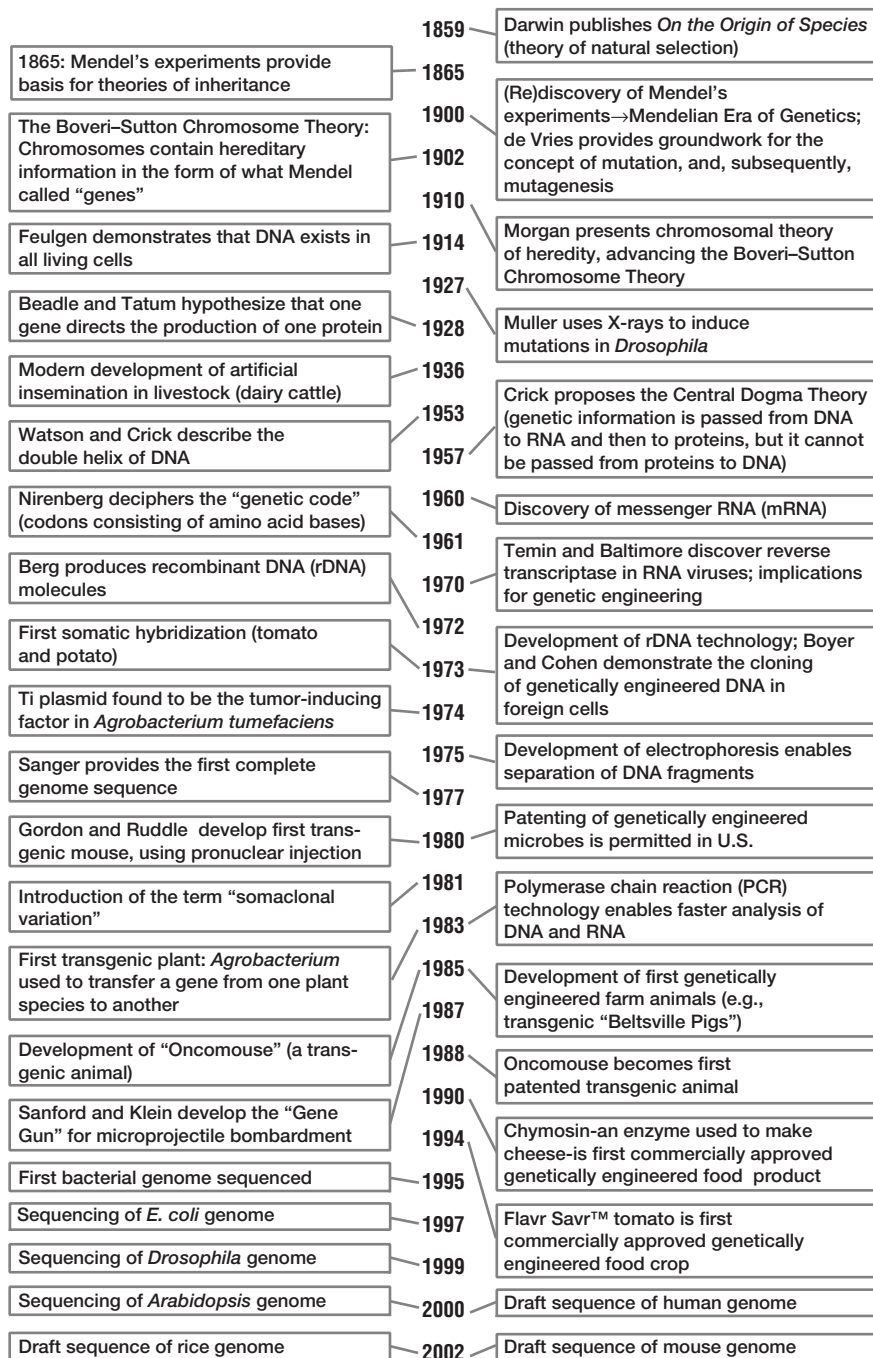 1859
Darwin publishes On the Origin of Species
(theory of natural selection)
1865: Mendel's experiments provide
basis for theories of inheritance
1865
1900
(Re)discovery of Mendel's
experiments→Mendelian Era of Genetics;
de Vries provides groundwork for the
concept of mutation, and, subsequently,
mutagenesis
The Boveri–Sutton Chromosome Theory:
Chromosomes contain hereditary
information in the form of what Mendel
called “genes”
1902
1910
Morgan presents chromosomal theory
of heredity, advancing the Boveri–Sutton
Chromosome Theory
Feulgen demonstrates that DNA exists in
all living cells
1914
1927
Muller uses X-rays to induce
mutations in Drosophila
Beadle and Tatum hypothesize that one
gene directs the production of one protein
1928
Modern development of artificial
insemination in livestock (dairy cattle)
1936
Watson and Crick describe the
double helix of DNA
1953
1957
Crick proposes the Central Dogma Theory
(genetic information is passed from DNA
to RNA and then to proteins, but it cannot
be passed from proteins to DNA)
1960
Discovery of messenger RNA (mRNA)
Nirenberg deciphers the “genetic code”
(codons consisting of amino acid bases)
1961
1970
Temin and Baltimore discover reverse
transcriptase in RNA viruses; implications
for genetic engineering
Berg produces recombinant DNA (rDNA)
molecules
1972
First somatic hybridization (tomato
and potato)
1973
Development of rDNA technology; Boyer
and Cohen demonstrate the cloning
of genetically engineered DNA in
foreign cells
Ti plasmid found to be the tumor-inducing
factor in Agrobacterium tumefaciens
1974
1975
Development of electrophoresis enables
separation of DNA fragments
Sanger provides the first complete
genome sequence
1977
Gordon and Ruddle develop first trans-
genic mouse, using pronuclear injection
1980
Patenting of genetically engineered
microbes is permitted in U.S.
Introduction of the term “somaclonal
variation”
1981
1983
Polymerase chain reaction (PCR)
technology enables faster analysis of
DNA and RNA
First transgenic plant: Agrobacterium
used to transfer a gene from one plant
species to another
1985
Development of first genetically
engineered farm animals (e.g.,
transgenic “Beltsville Pigs”)
Development of “Oncomouse” (a trans-
genic animal)
1987
Sanford and Klein develop the “Gene
Gun” for microprojectile bombardment
1988
Oncomouse becomes first
patented transgenic animal
1990
Chymosin-an enzyme used to make
cheese-is first commercially approved
genetically engineered food product
1994
Flavr Savr™ tomato is first
commercially approved genetically
engineered food crop
First bacterial genome sequenced
1995
Sequencing of E. coli genome
1997
Sequencing of Drosophila genome
1999
Sequencing of Arabidopsis genome
2000
Draft sequence of human genome
Draft sequence of rice genome
2002
Draft sequence of mouse genome